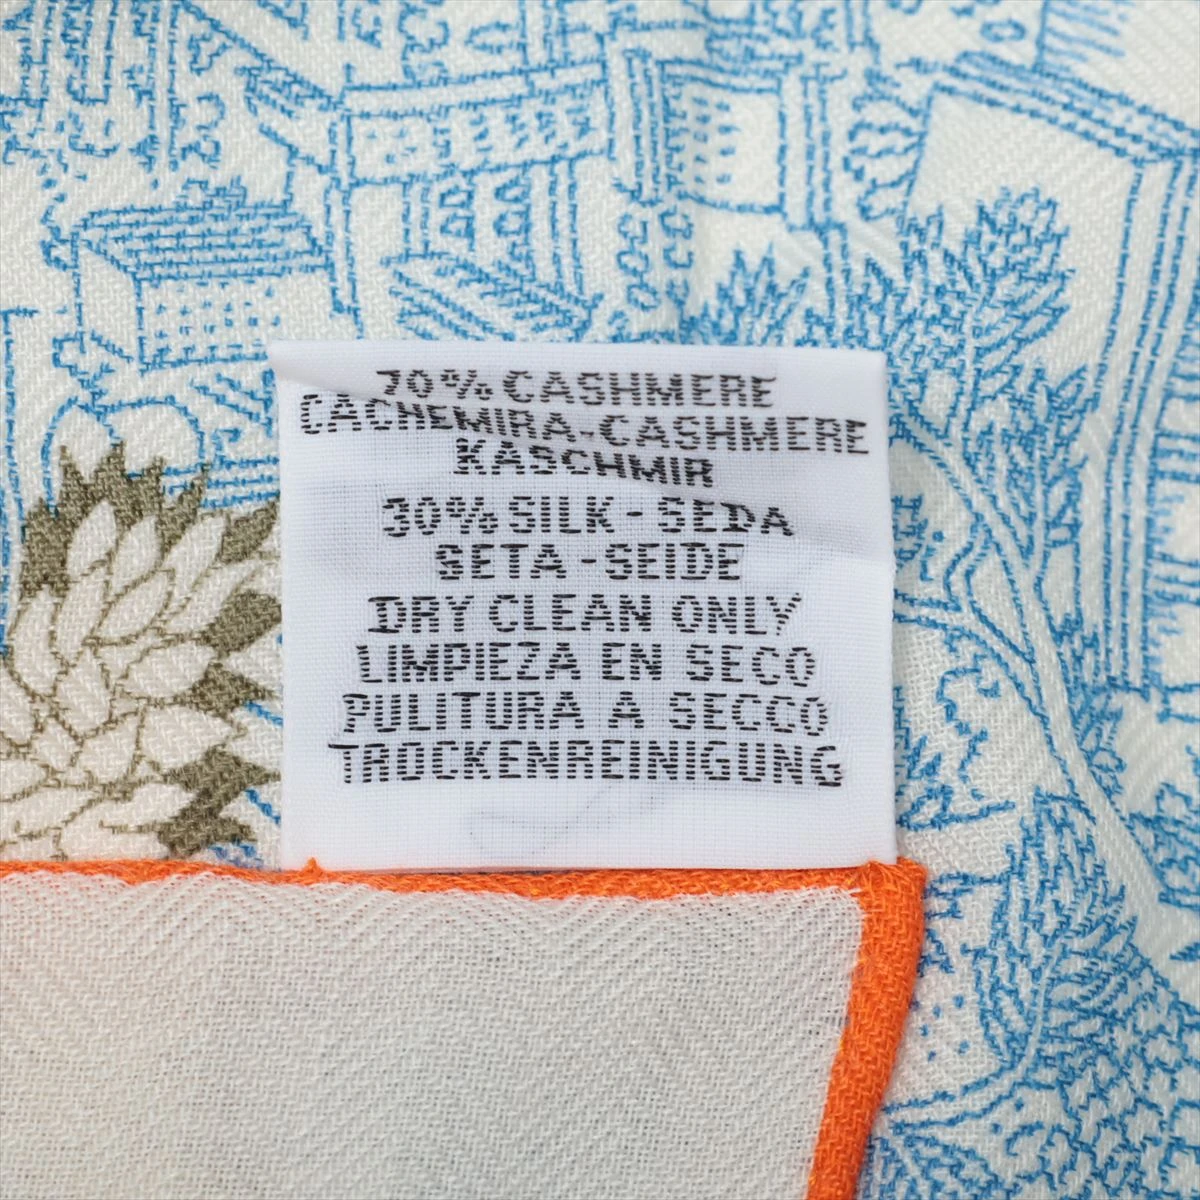 70% CASHMERE
CACHEMIRA-CASHMERE
KASCHMIR
30% SILK-SEDA
SETA-SEIDE
DRY CLEAN ONLY
LIMPIEZA EN SECO
PULITURA A SECCO
TROCKENREINIGUNG